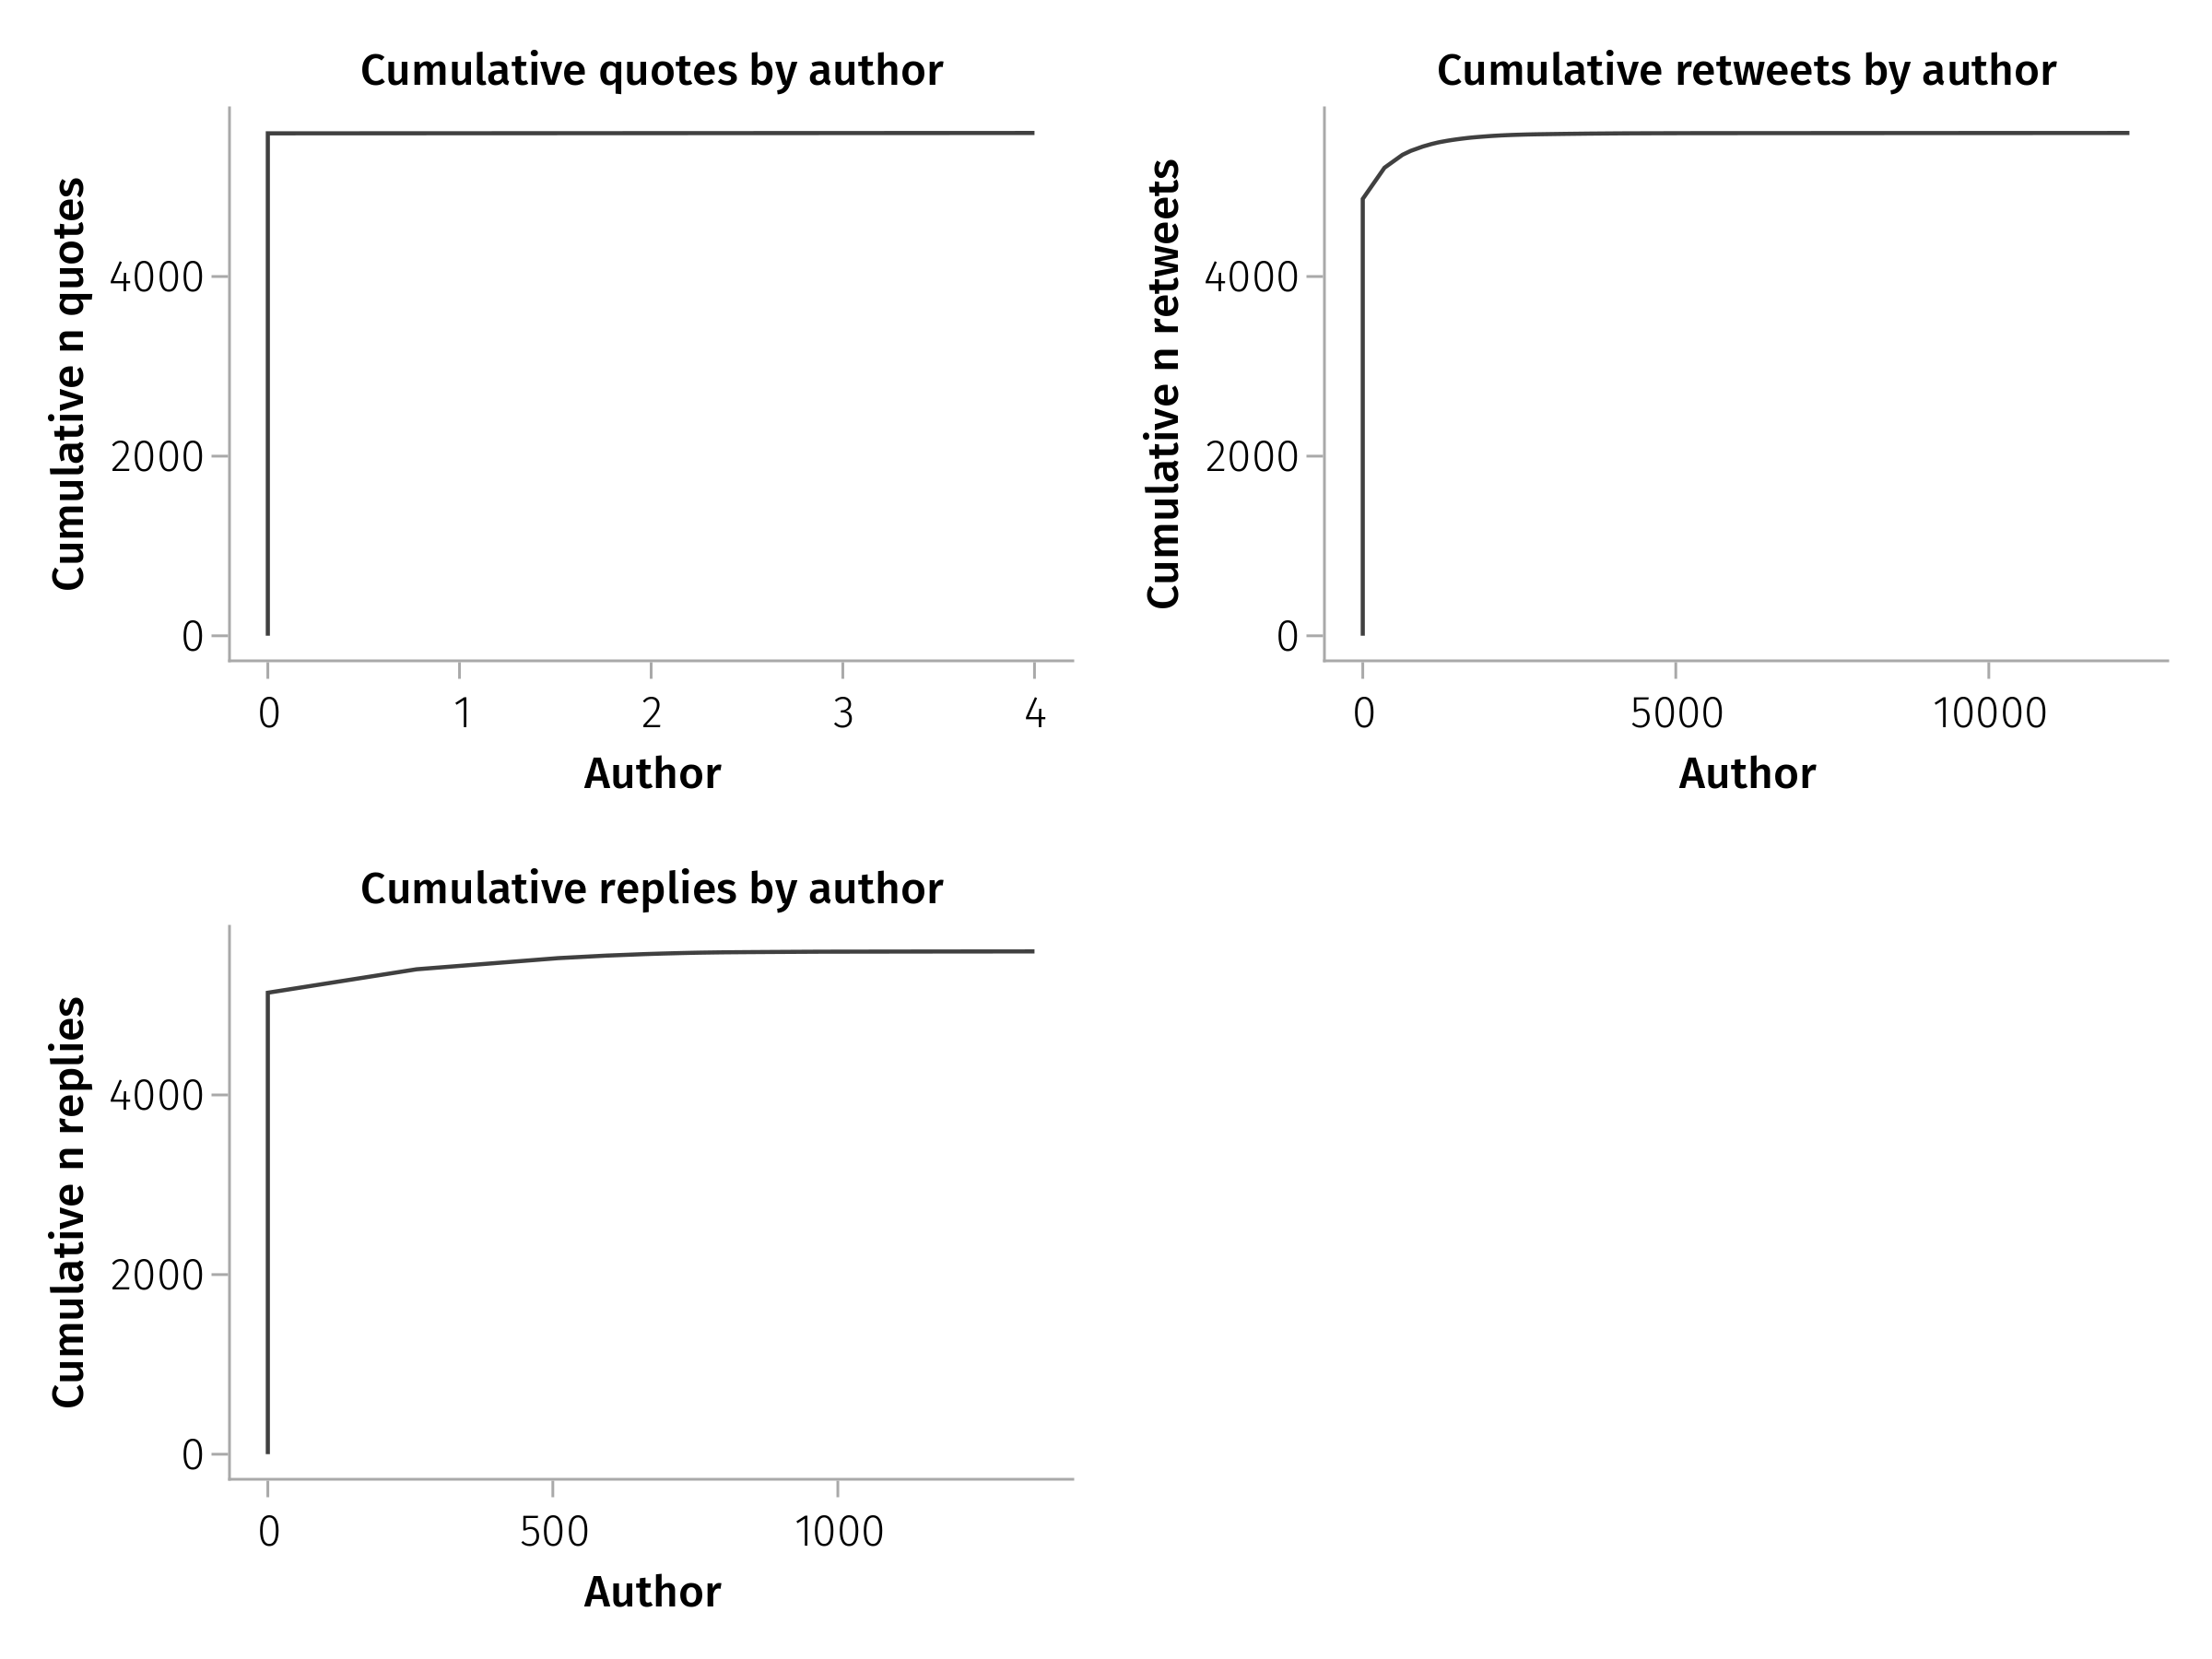 Cumulative quotes by author
Cumulative n quotes
4000
2000
0
0 1 2 3 4
Author
Cumulative retweets by author
Cumulative n retweets
4000
2000
0
0 5000 10000
Author
Cumulative replies by author
Cumulative n replies
4000
2000
0
0 500 1000
Author